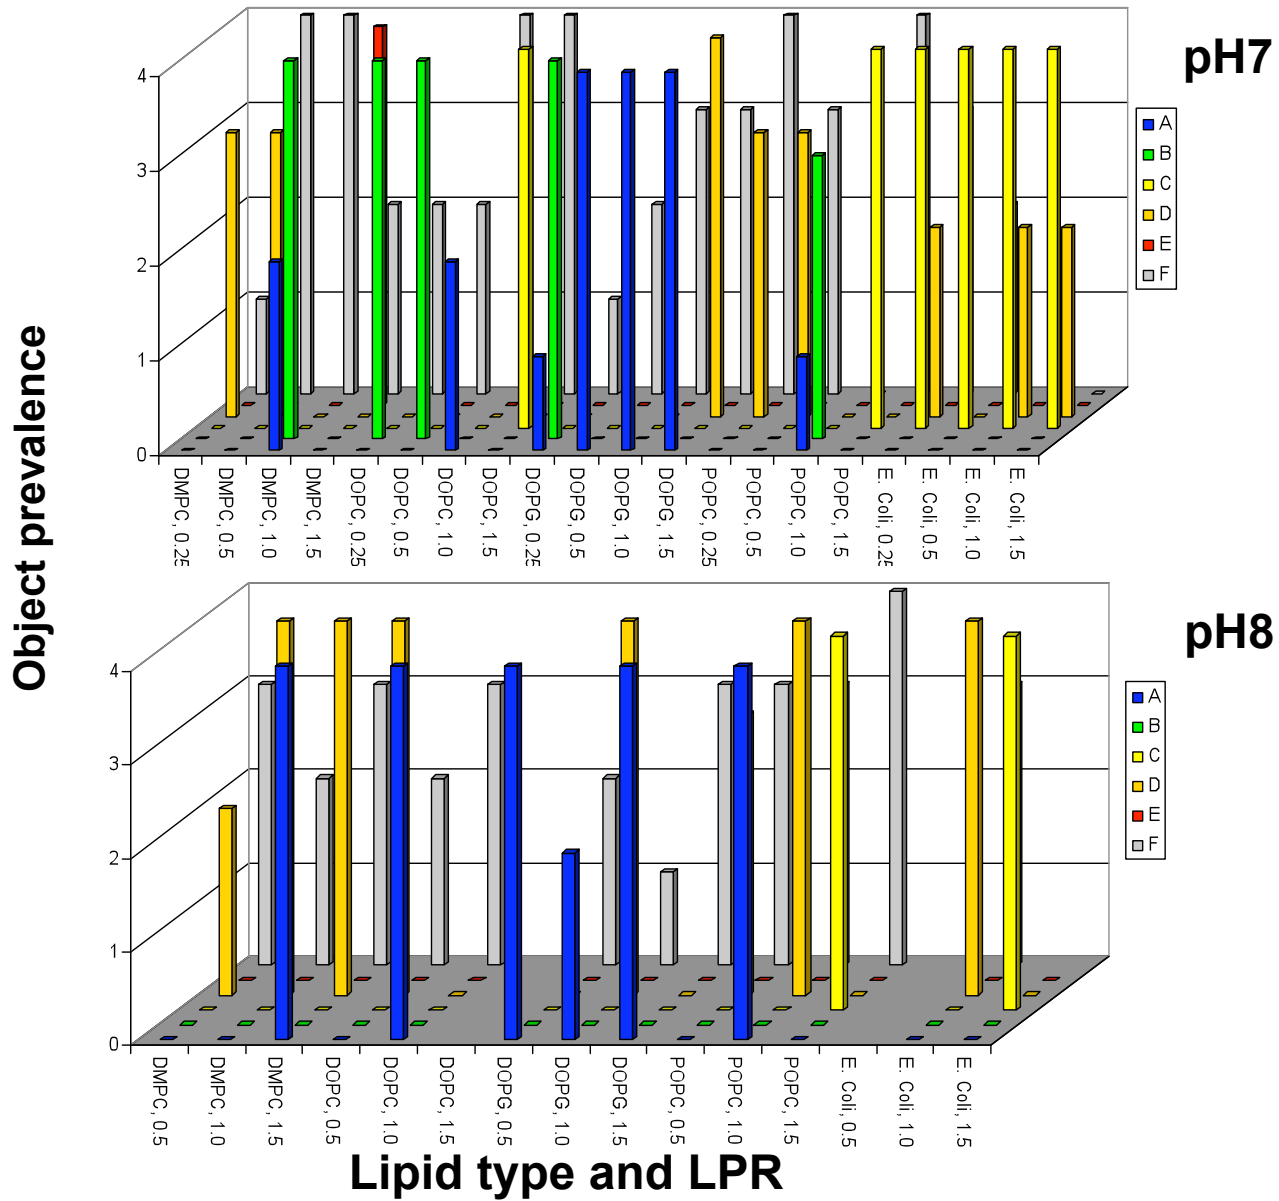 pH7
4
3
2
1
0
A
B
C
D
E
F
DMPC, 0.25
DMPC, 0.5
DMPC, 1.0
DMPC, 1.5
DOPC, 0.25
DOPC, 0.5
DOPC, 1.0
DOPC, 1.5
DOPG, 0.25
DOPG, 0.5
DOPG, 1.0
DOPG, 1.5
POPC, 0.25
POPC, 0.5
POPC, 1.0
POPC, 1.5
E. Coli, 0.25
E. Coli, 0.5
E. Coli, 1.0
E. Coli, 1.5
Object prevalence
pH8
4
3
2
1
0
A
B
C
D
E
F
DMPC, 0.5
DMPC, 1.0
DMPC, 1.5
DOPC, 0.5
DOPC, 1.0
DOPC, 1.5
DOPG, 0.5
DOPG, 1.0
DOPG, 1.5
POPC, 0.5
POPC, 1.0
POPC, 1.5
E. Coli, 0.5
E. Coli, 1.0
E. Coli, 1.5
Lipid type and LPR